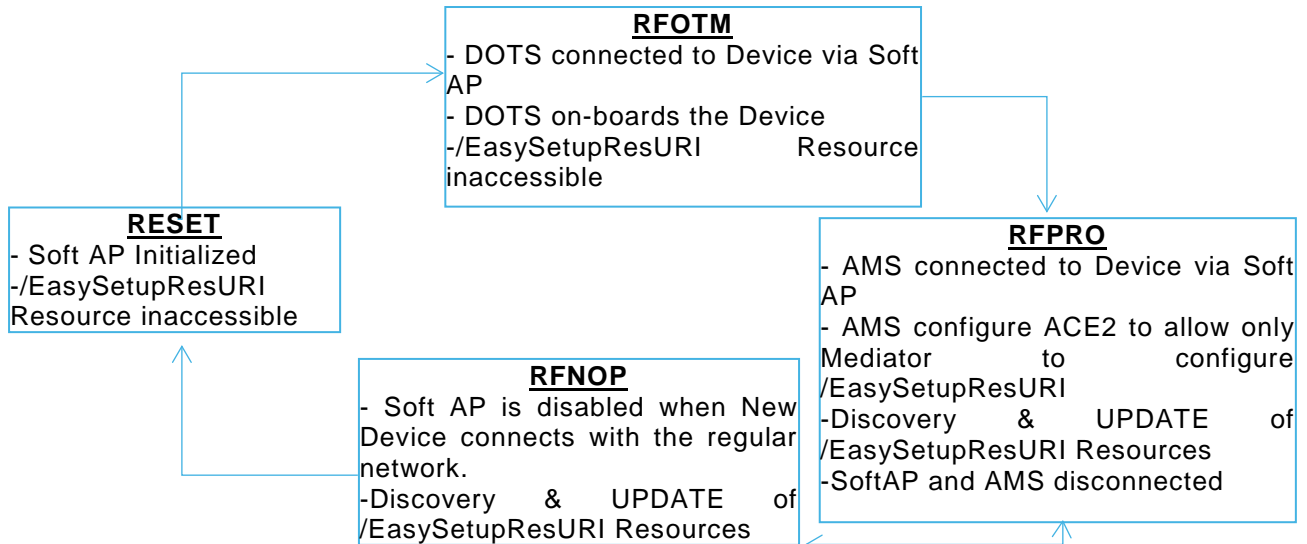 RFOTM
- DOTS connected to Device via Soft
AP
- DOTS on-boards the Device
-/EasySetupResURI Resource
inaccessible
RESET
- Soft AP Initialized
-/EasySetupResURI
Resource inaccessible
RFPRO
- AMS connected to Device via Soft
AP
- AMS configure ACE2 to allow only
Mediator to configure
/EasySetupResURI
-Discovery & UPDATE of
/EasySetupResURI Resources
-SoftAP and AMS disconnected
RFNOP
- Soft AP is disabled when New
Device connects with the regular
network.
-Discovery & UPDATE of
/EasySetupResURI Resources